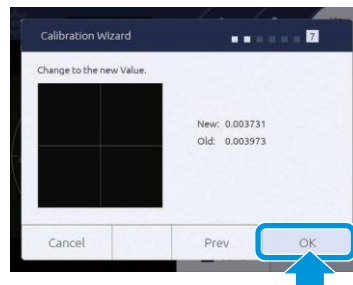 Calibration Wizard
7
Change to the new Value.
New: 0.003731
Old: 0.003973
Cancel
Prev
OK